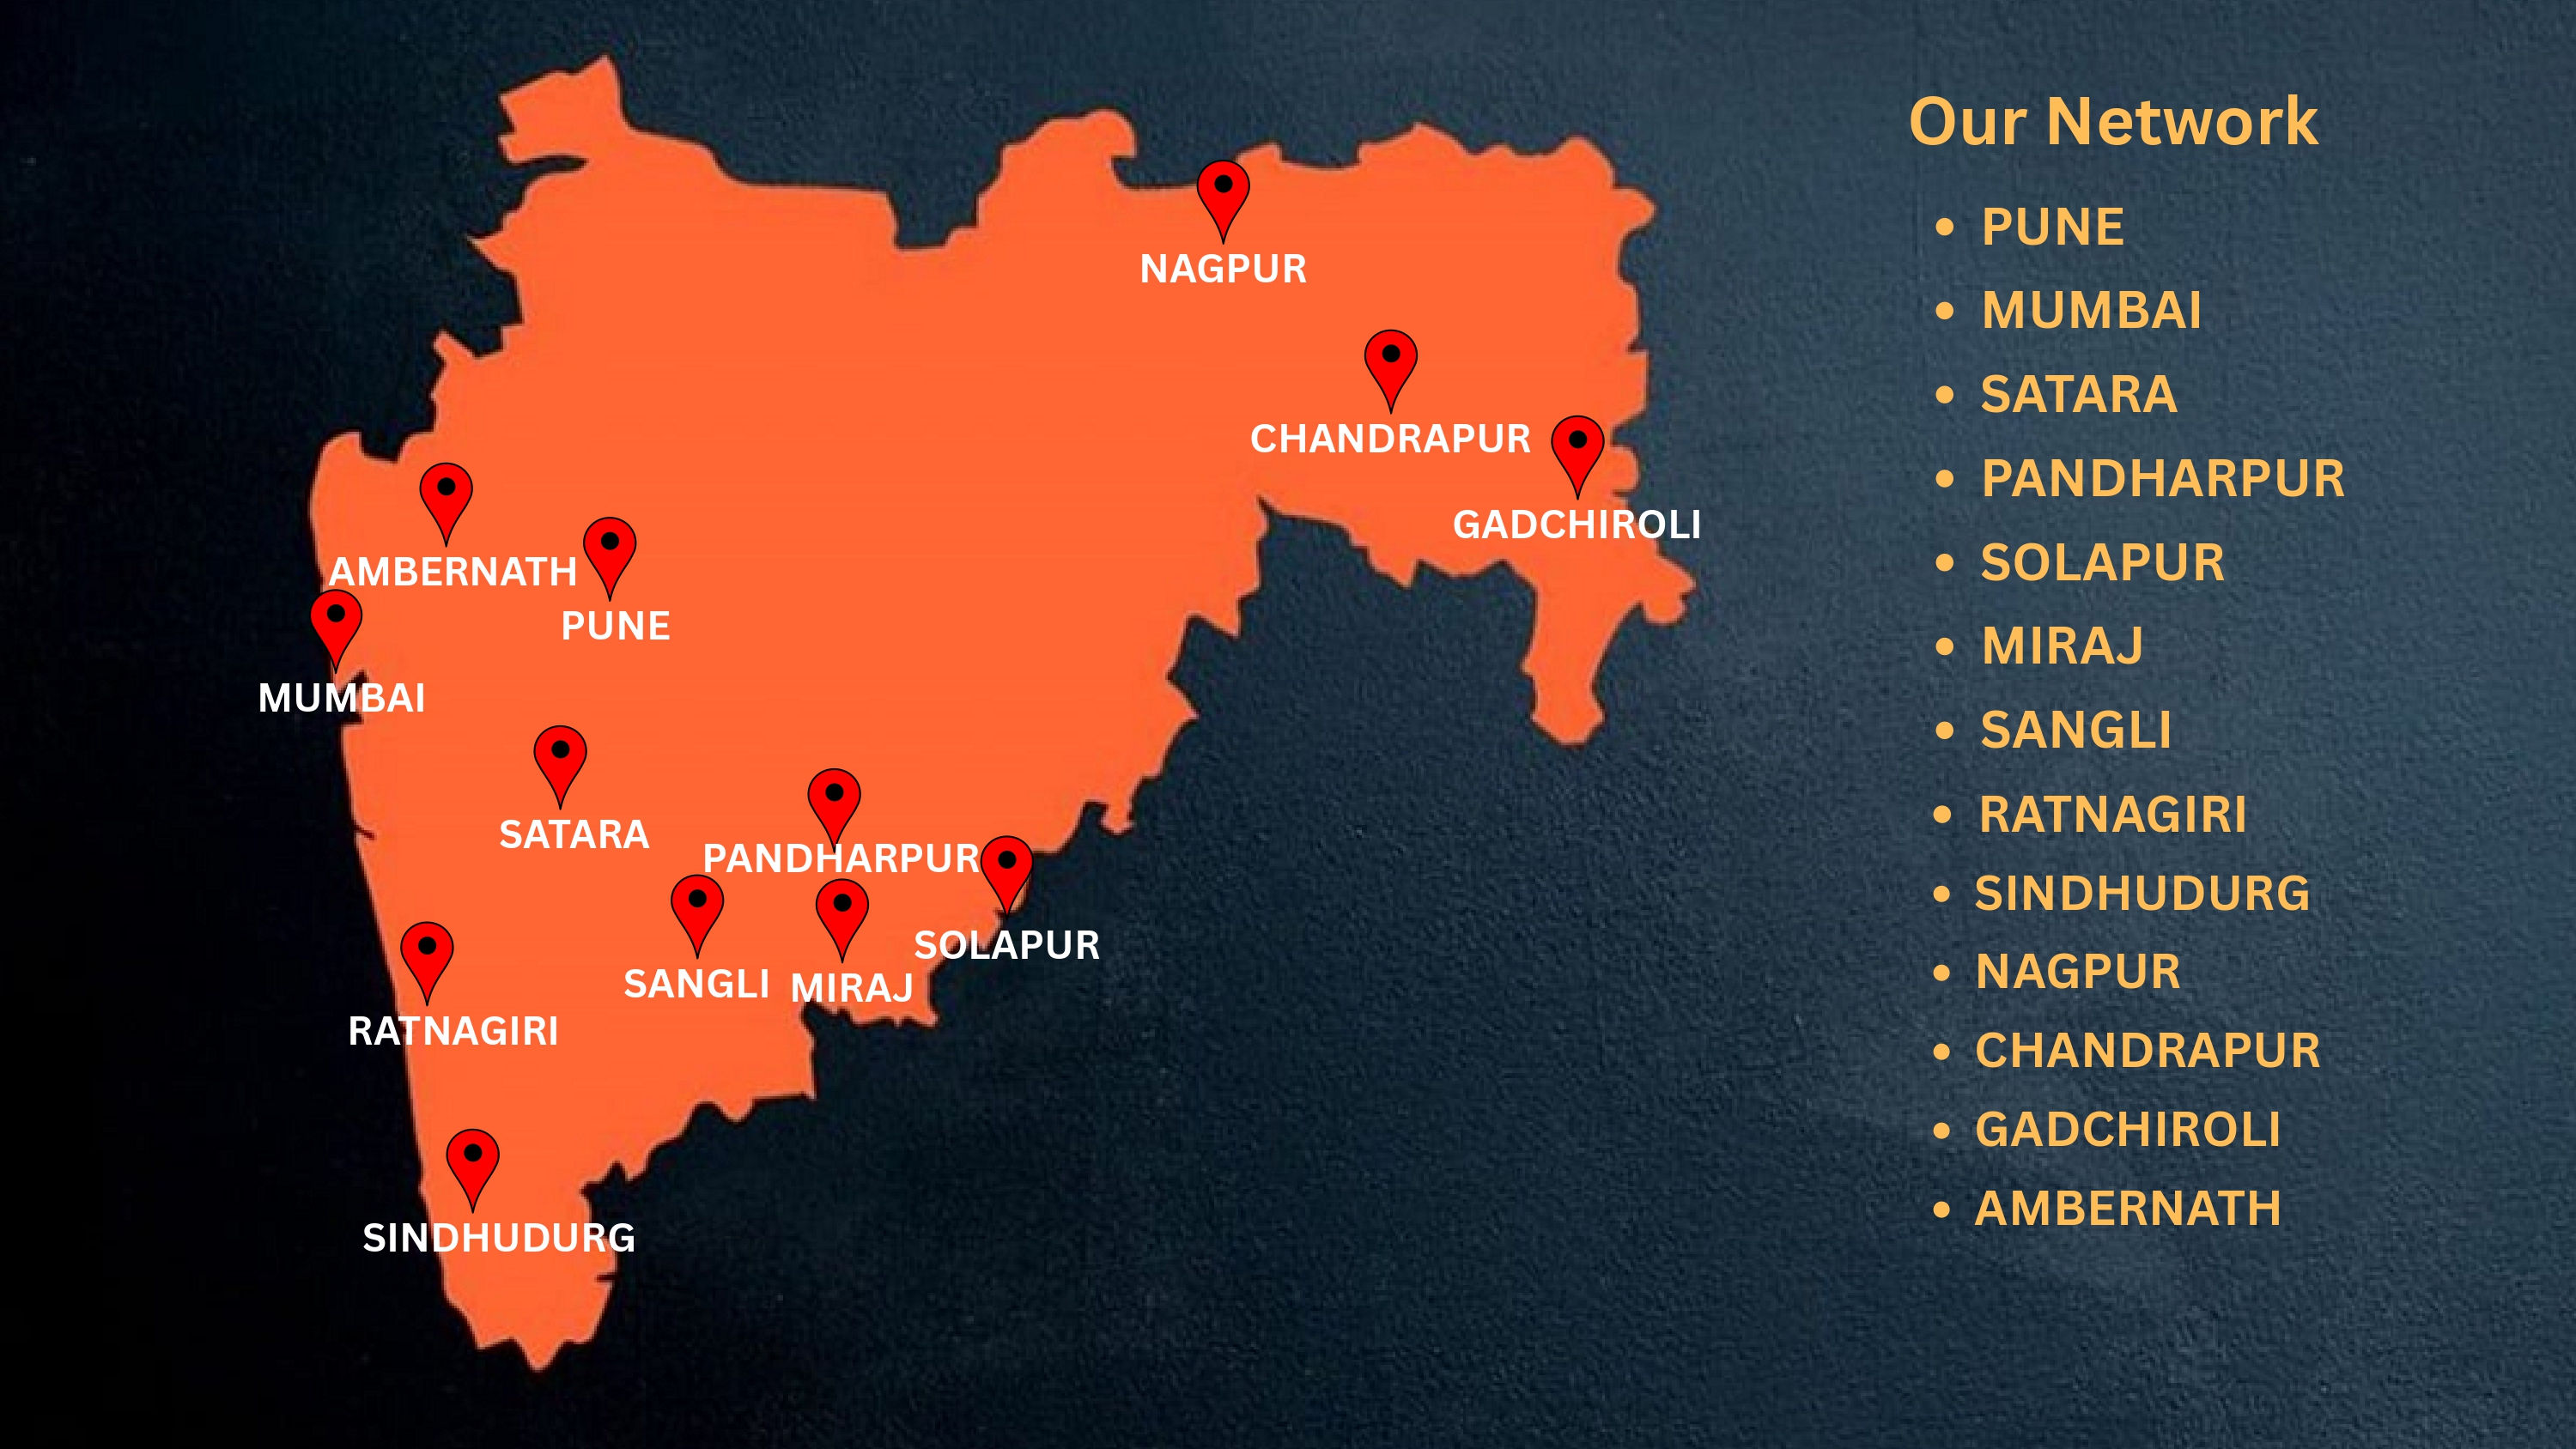 Our Network
PUNE
MUMBAI
SATARA
PANDHARPUR
SOLAPUR
MIRAJ
SANGLI
RATNAGIRI
SINDHUDURG
NAGPUR
CHANDRAPUR
GADCHIROLI
AMBERNATH
NAGPUR
CHANDRAPUR
GADCHIROLI
AMBERNATH
PUNE
MUMBAI
SATARA
PANDHARPUR
SOLAPUR
SANGLI
MIRAJ
RATNAGIRI
SINDHUDURG